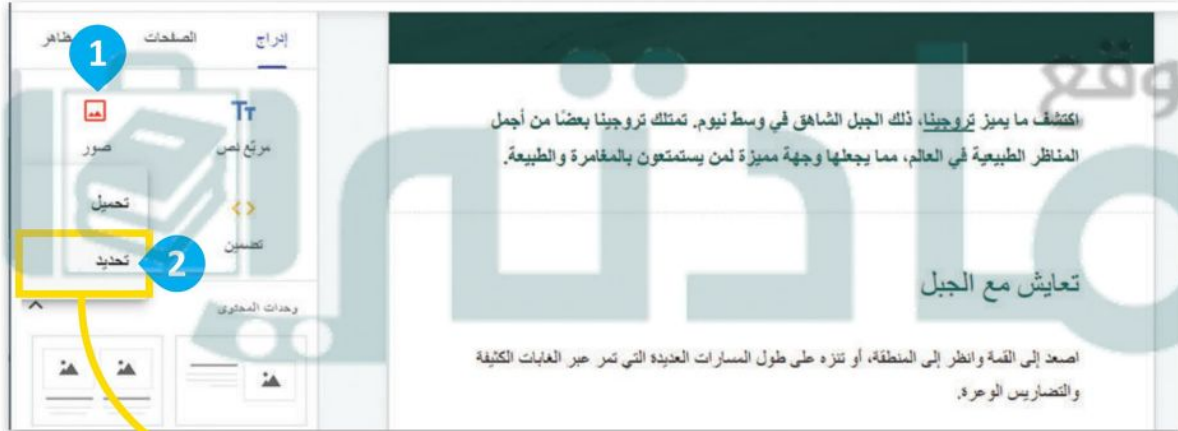 إدراج
الصفحات
1
مربّع نص
صور
تحميل
تضمين
تحديد
2
وحدات المحتوى
اكتشف ما يميز تروجينا، ذلك الجبل الشاهق في وسط نيوم. تمتلك تروجينا بعضًا من أجمل
المناظر الطبيعية في العالم، مما يجعلها وجهة مميزة لمن يستمتعون بالمغامرة والطبيعة.
تعايش مع الجبل
اصعد إلى القمة وانظر إلى المنطقة، أو تنزه على طول المسارات العديدة التي تمر عبر الغابات الكثيفة
والتضاريس الوعرة.